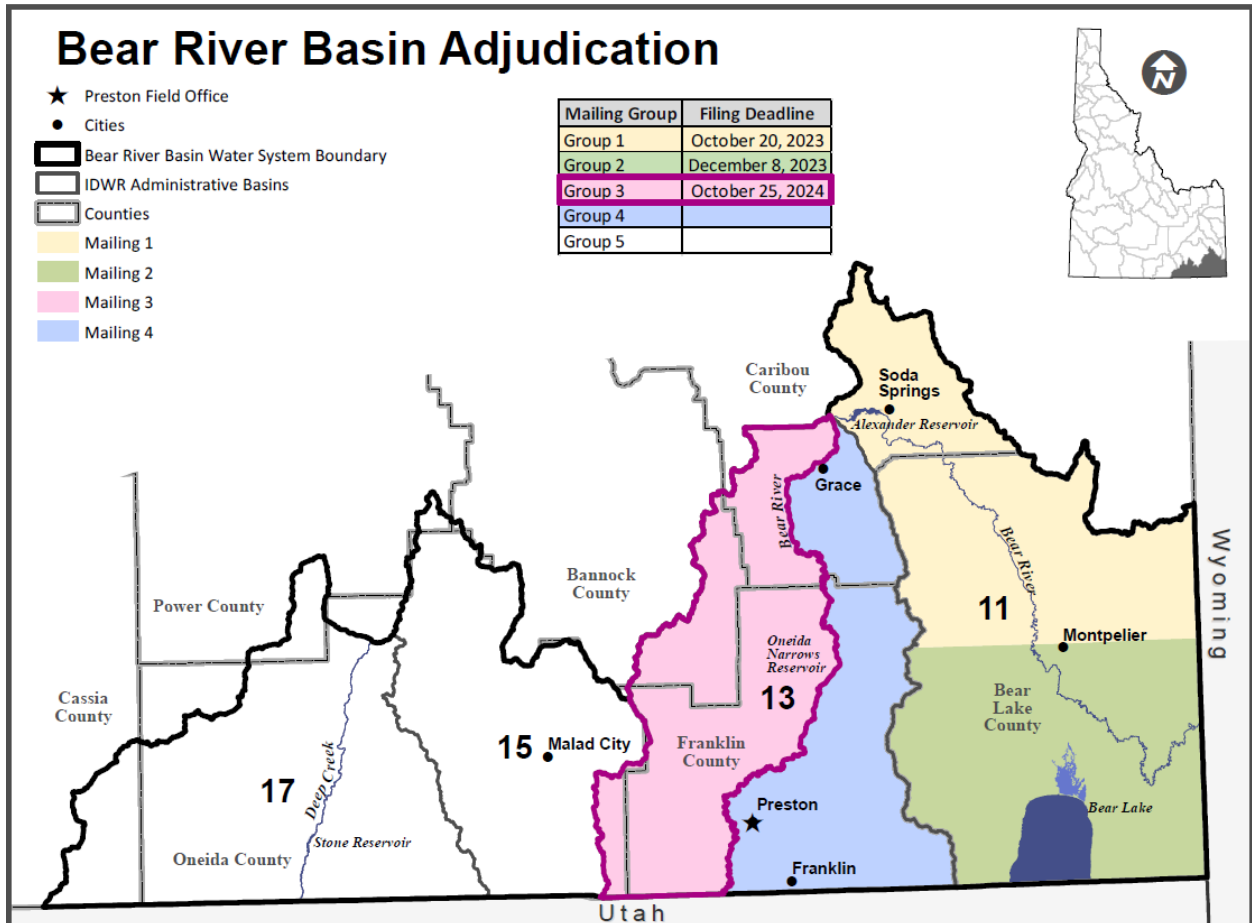 Bear River Basin Adjudication
N
Preston Field Office
Cities
Bear River Basin Water System Boundary
IDWR Administrative Basins
Counties
Mailing 1
Mailing 2
Mailing 3
Mailing 4
Mailing Group Filing Deadline
Group 1 October 20, 2023
Group 2 December 8, 2023
Group 3 October 25, 2024
Group 4
Group 5
Caribou
County
Soda
Springs
Alexander Reservoir
Grace
Bear River
Bear River
Wyoming
Bannock
County
Power County
11
Montpelier
Oneida
Narrows
Reservoir
13
Bear
Lake
County
Cassia
County
15
Malad City
Franklin
County
17
Deep Creek
Preston
Bear Lake
Stone Reservoir
Oneida County
Franklin
Utah